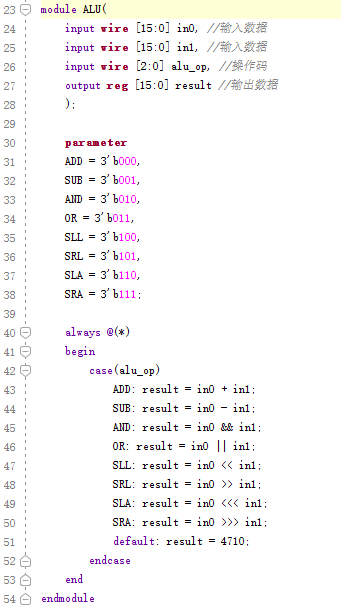 23 module ALU(
24 input wire [15:0] in0, //输入数据
25 input wire [15:0] in1, //输入数据
26 input wire [2:0] alu_op, //操作码
27 output reg [15:0] result //输出数据
28 );
29
30 parameter
31 ADD = 3'b000,
32 SUB = 3'b001,
33 AND = 3'b010,
34 OR = 3'b011,
35 SLL = 3'b100,
36 SRL = 3'b101,
37 SLA = 3'b110,
38 SRA = 3'b111;
39
40 always @(*)
41 begin
42 case(alu_op)
43 ADD: result = in0 + in1;
44 SUB: result = in0 - in1;
45 AND: result = in0 && in1;
46 OR: result = in0 || in1;
47 SLL: result = in0 << in1;
48 SRL: result = in0 >> in1;
49 SLA: result = in0 <<< in1;
50 SRA: result = in0 >>> in1;
51 default: result = 4710;
52 endcase
53 end
54 endmodule